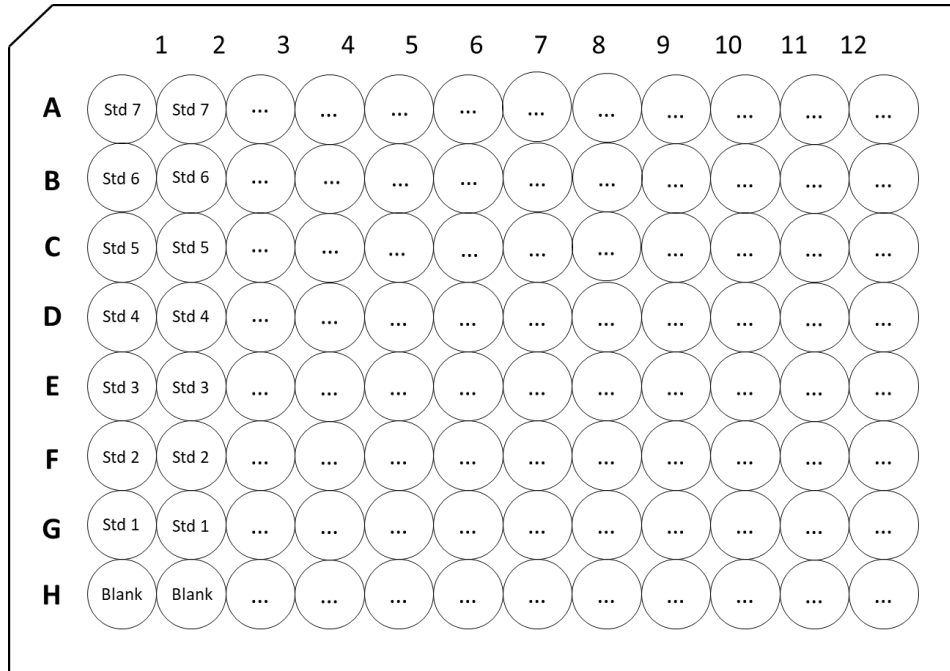 1 2 3 4 5 6 7 8 9 10 11 12
A Std 7 Std 7 ... ... ... ... ... ... ... ... ... ...
B Std 6 Std 6 ... ... ... ... ... ... ... ... ... ...
C Std 5 Std 5 ... ... ... ... ... ... ... ... ... ...
D Std 4 Std 4 ... ... ... ... ... ... ... ... ... ...
E Std 3 Std 3 ... ... ... ... ... ... ... ... ... ...
F Std 2 Std 2 ... ... ... ... ... ... ... ... ... ...
G Std 1 Std 1 ... ... ... ... ... ... ... ... ... ...
H Blank Blank ... ... ... ... ... ... ... ... ... ...